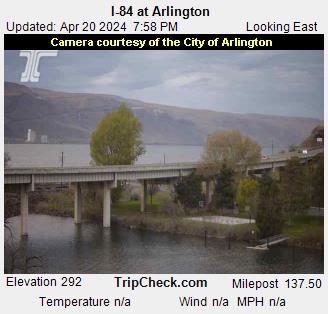 I-84 at Arlington
Updated: Apr 20 2024 7:58 PM Looking East
Camera courtesy of the City of Arlington
Elevation 292 TripCheck.com Milepost 137.50
Temperature n/a Wind n/a MPH n/a